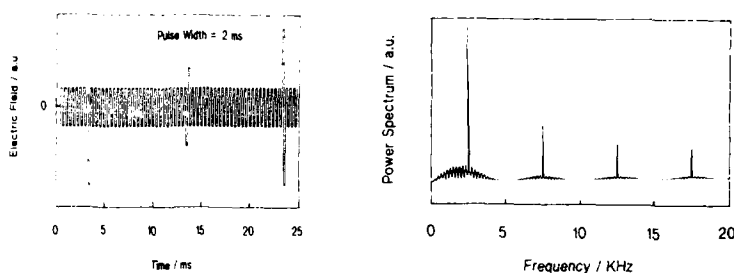 Electric Field / a.u
Pulse Width = 2 ms
0
0 5 10 15 20 25
Time / ms
Power Spectrum / a.u.
0 5 10 15 20
Frequency / KHz